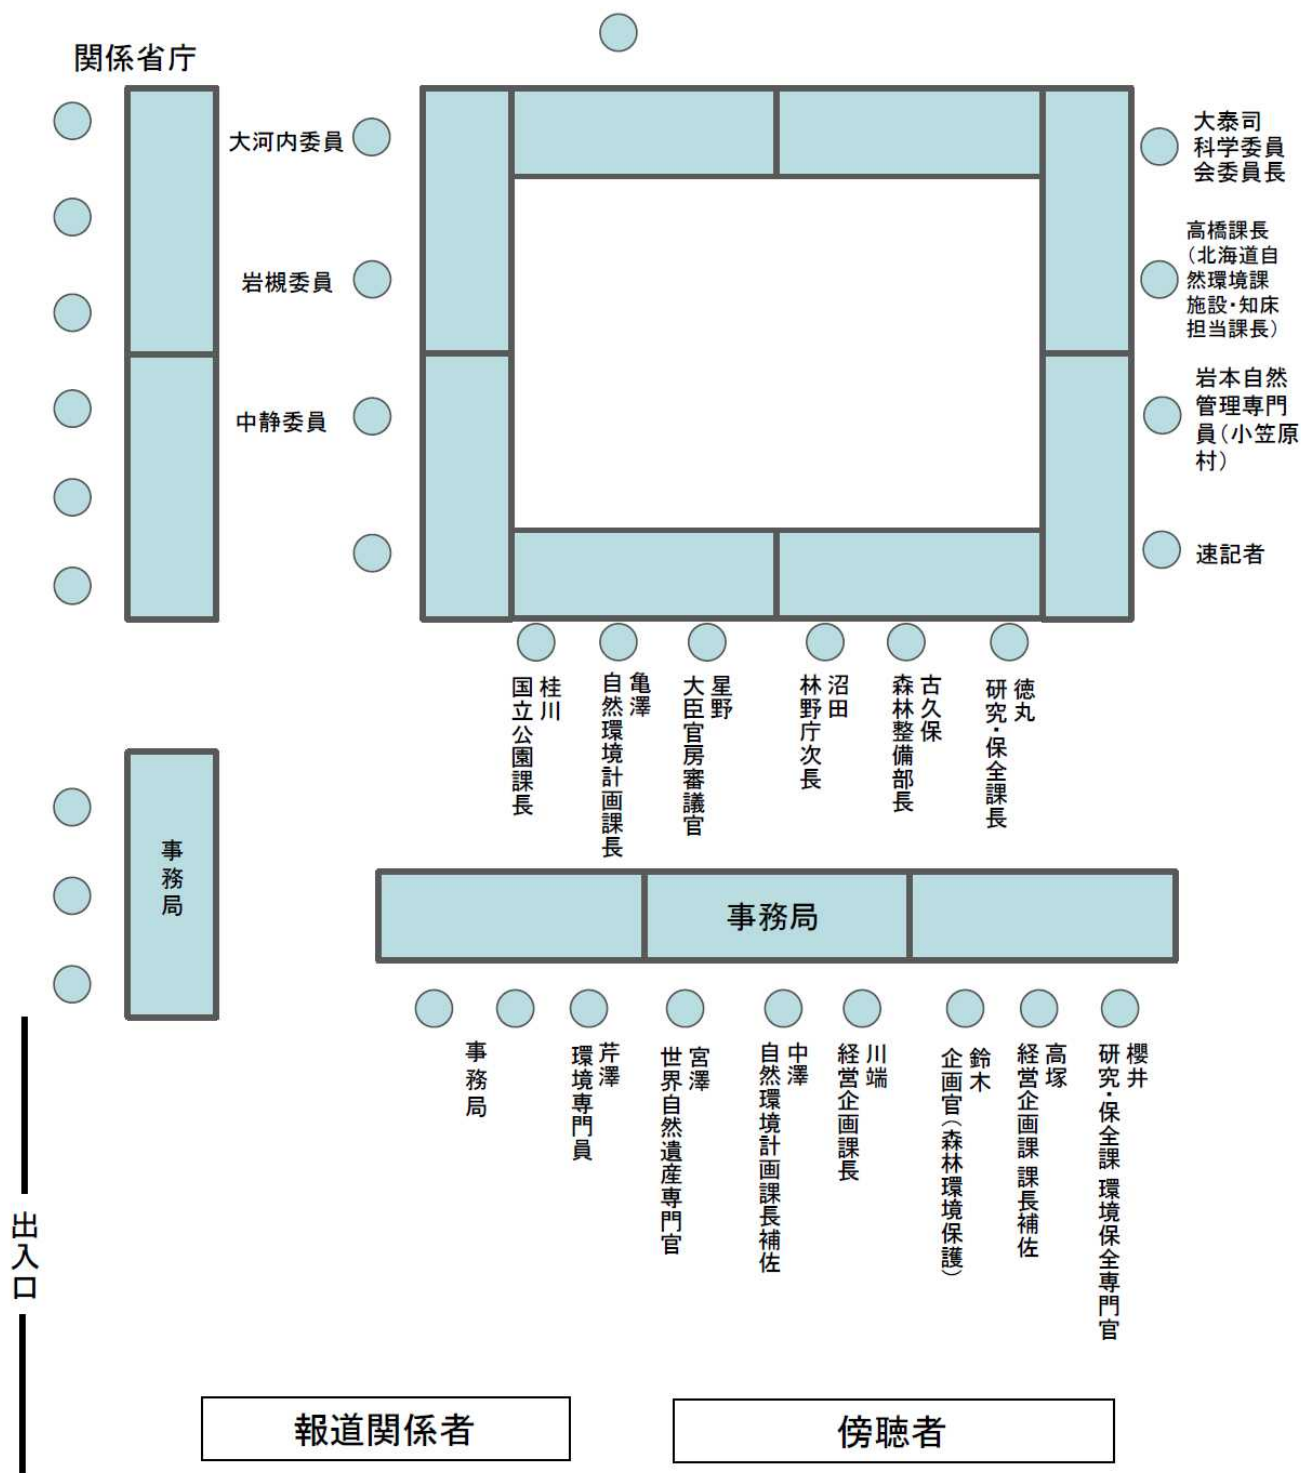 関係省庁
大河内委員
岩槻委員
中静委員
大泰司
科学委員
会委員長
高橋課長
（北海道自
然環境課
施設・知床
担当課長）
岩本自然
管理専門
員（小笠原
村）
速記者
桂川
国立公園課長
亀澤
自然環境計画課長
星野
大臣官房審議官
沼田
林野庁次長
古久保
森林整備部長
徳丸
研究・保全課長
事務局
事務局
事務局
芹澤
環境専門員
宮澤
世界自然遺産専門官
中澤
自然環境計画課長補佐
川端
経営企画課長
鈴木
企画官（森林環境保護）
高塚
経営企画課 課長補佐
櫻井
研究・保全課 環境保全専門官
出入口
報道関係者
傍聴者